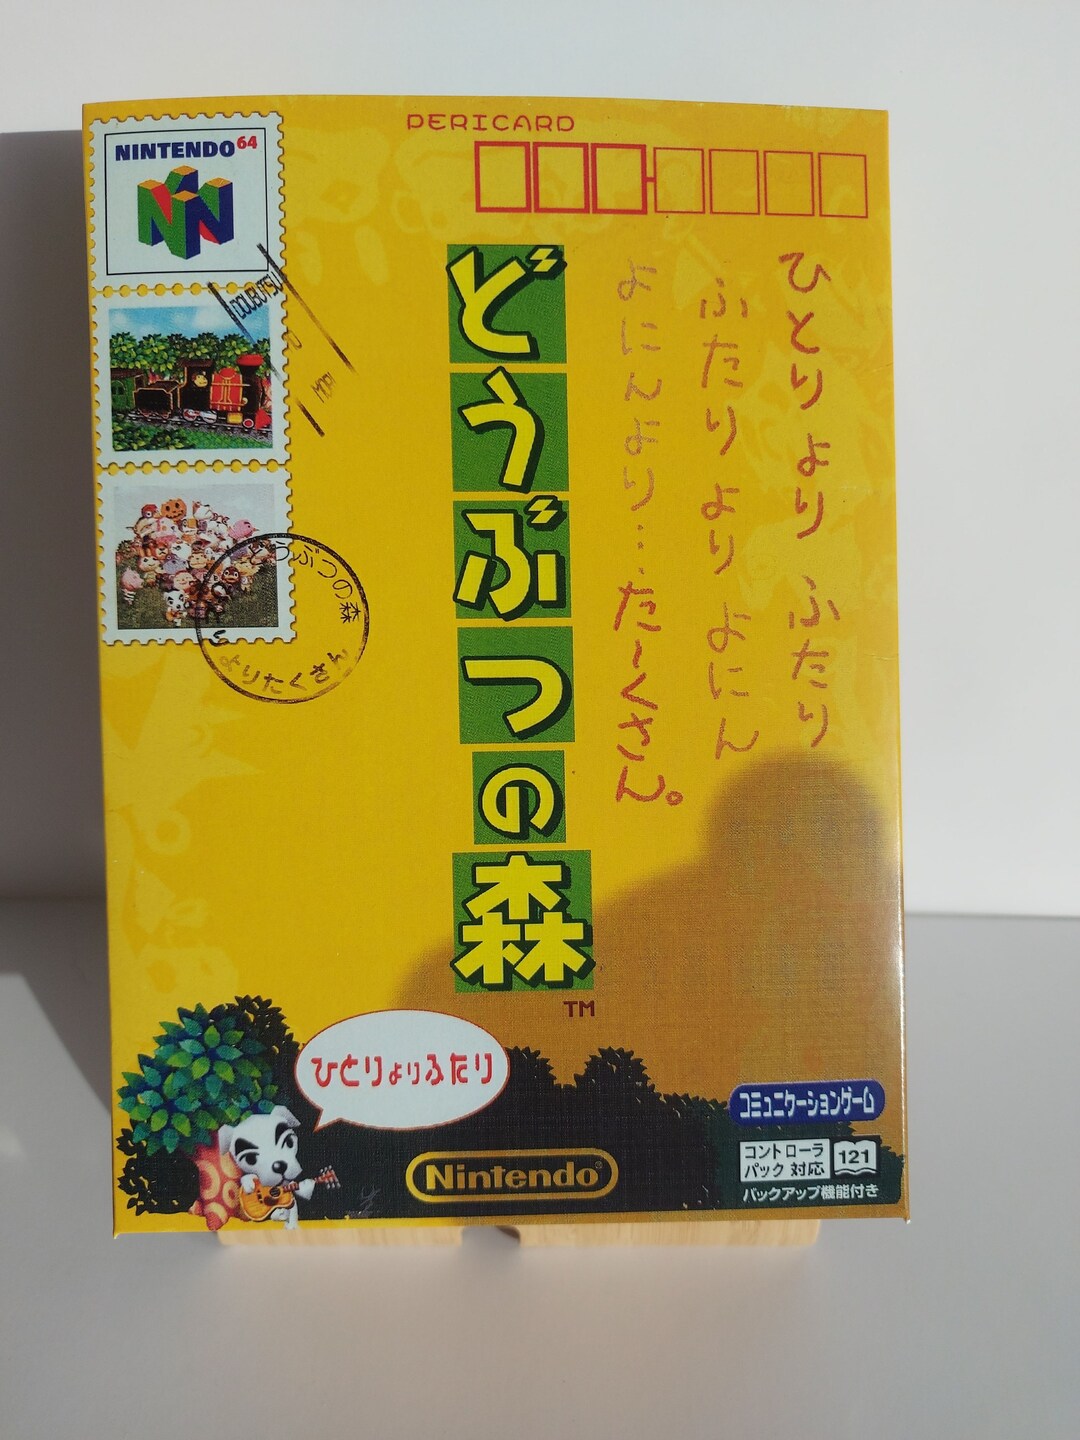 PERICARD
NINTENDO64
DOUBUTSU
NO
MORI
ひとりより ふたり
ふたりより よにん
よにんより…たーくさん。
どうぶつの森
TM
どうぶつの森
よりたくさん
ひとりよりふたり
Nintendo®
コミュニケーションゲーム
コントローラ
パック 対応
121
バックアップ機能付き